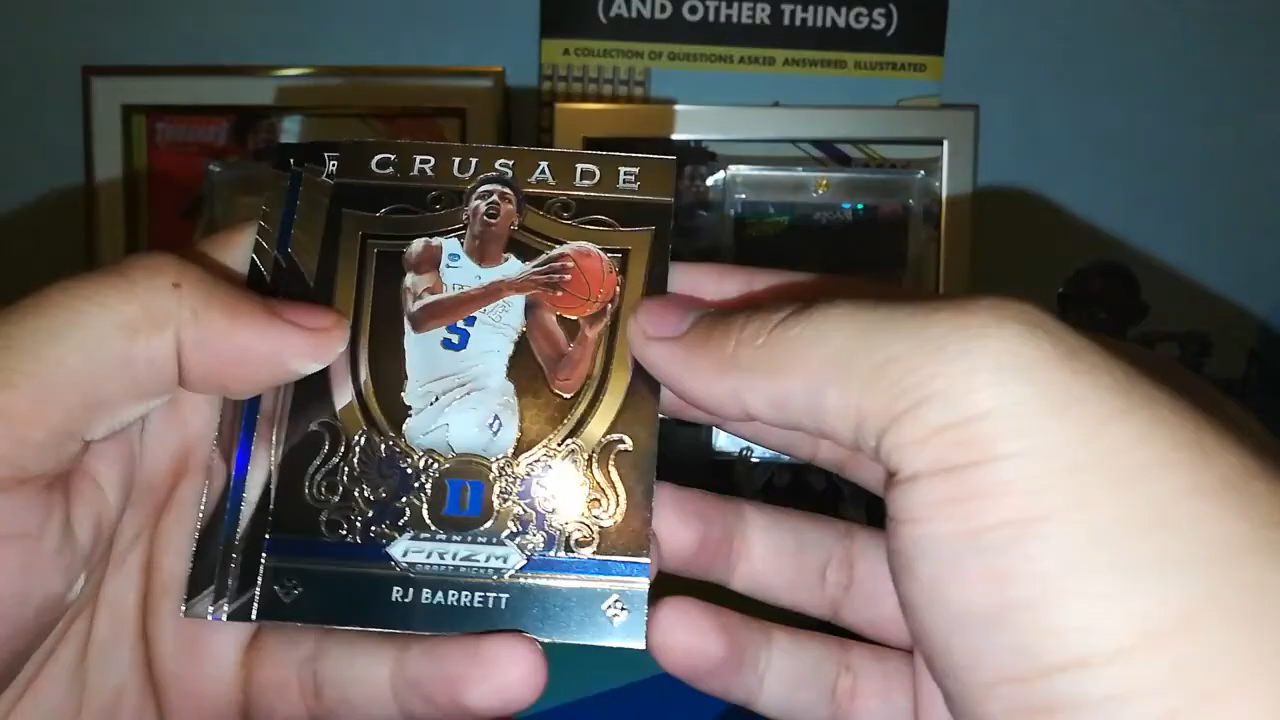 (AND OTHER THINGS)
A COLLECTION OF QUESTIONS ASKED ANSWERED ILLUSTRATED
CRUSADE
5
D
PANINI
PRIZM
DRAFT PICKS
RJ BARRETT